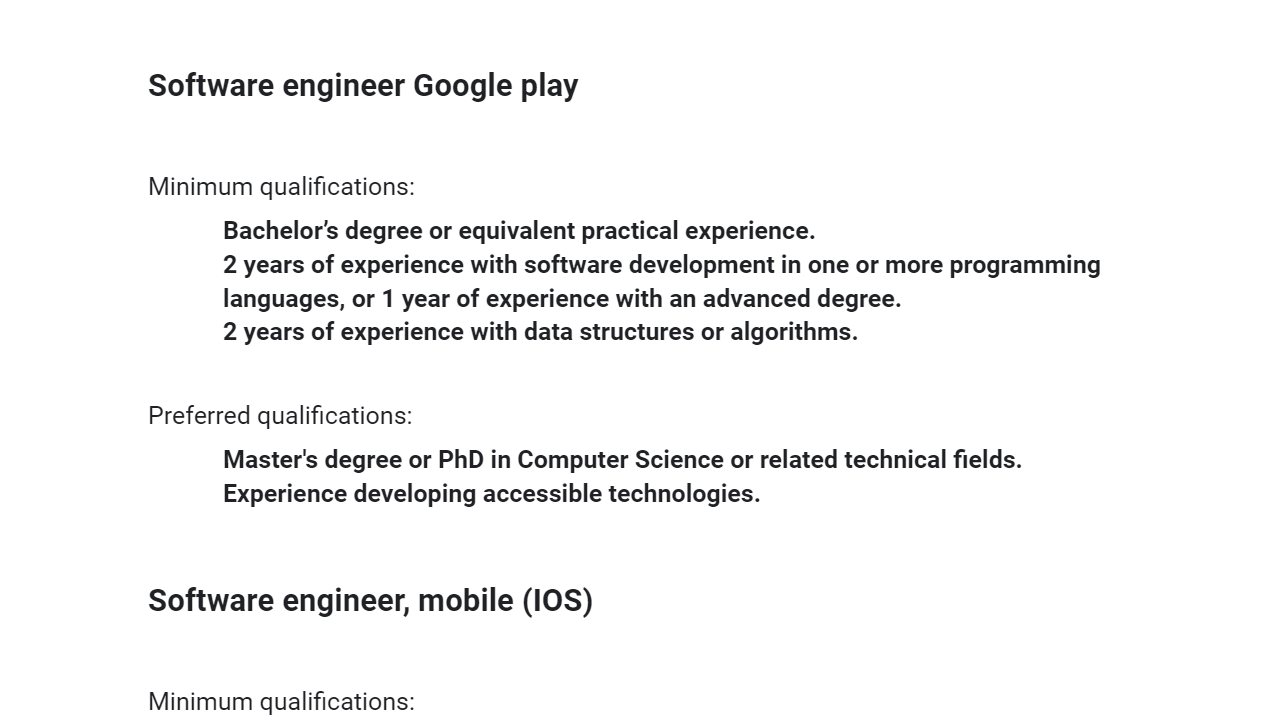 Software engineer Google play
Minimum qualifications:
Bachelor’s degree or equivalent practical experience.
2 years of experience with software development in one or more programming
languages, or 1 year of experience with an advanced degree.
2 years of experience with data structures or algorithms.
Preferred qualifications:
Master's degree or PhD in Computer Science or related technical fields.
Experience developing accessible technologies.
Software engineer, mobile (IOS)
Minimum qualifications: